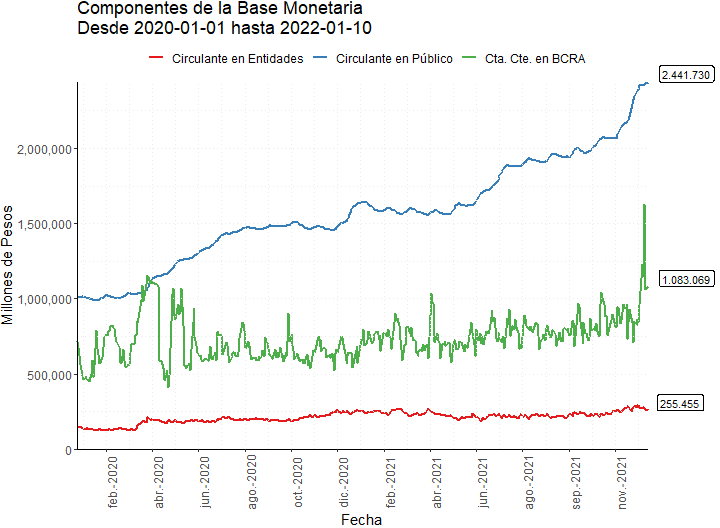 Componentes de la Base Monetaria
Desde 2020-01-01 hasta 2022-01-10
Circulante en Entidades Circulante en Público Cta. Cte. en BCRA
2.441.730
2,000,000
1,500,000
1.083.069
1,000,000
500,000
255.455
0
Millones de Pesos
feb.-2020 abr.-2020 jun.-2020 ago.-2020 oct.-2020 dic.-2020 feb.-2021 abr.-2021 jun.-2021 ago.-2021 sep.-2021 nov.-2021
Fecha